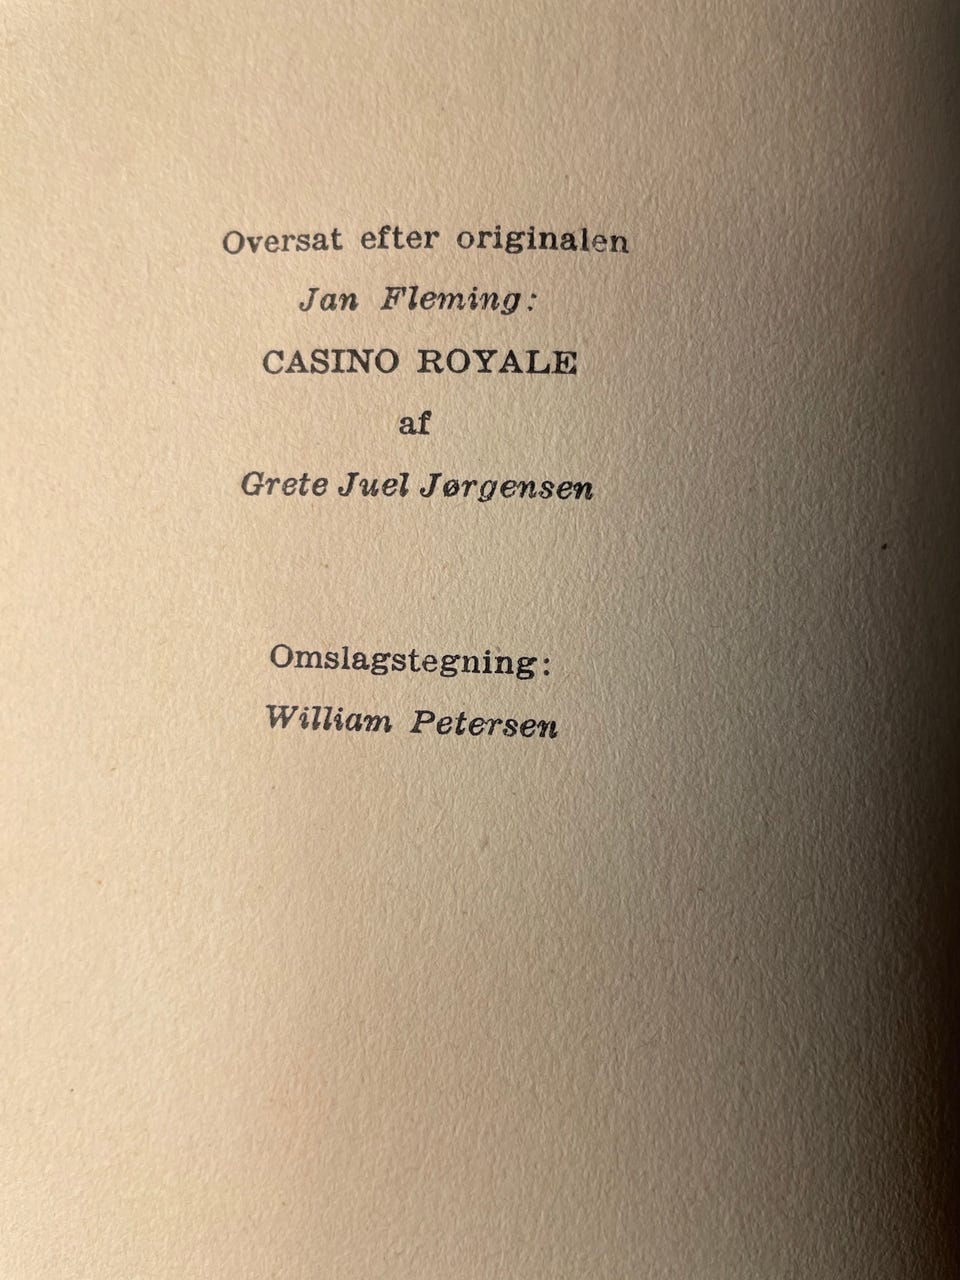 Oversat efter originalen
Jan Fleming:
CASINO ROYALE
af
Grete Juel Jørgensen
Omslagstegning:
William Petersen